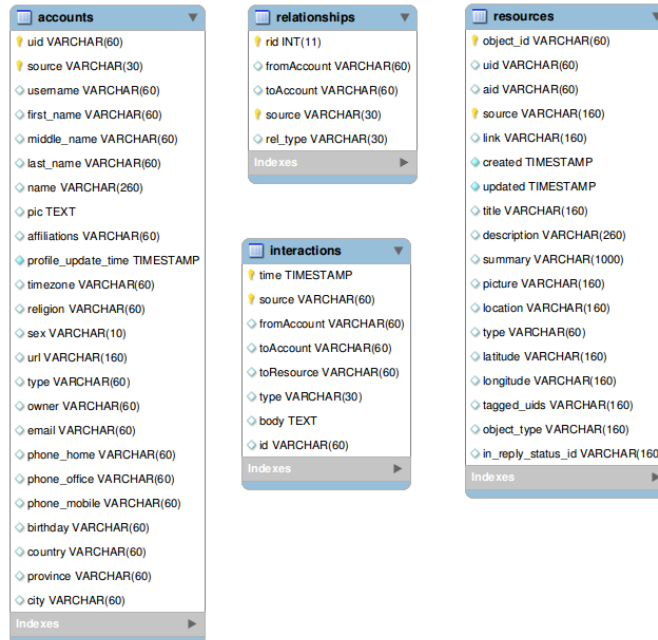 accounts
uid VARCHAR(60)
source VARCHAR(30)
username VARCHAR(60)
first_name VARCHAR(60)
middle_name VARCHAR(60)
last_name VARCHAR(60)
name VARCHAR(260)
pic TEXT
affiliations VARCHAR(60)
profile_update_time TIMESTAMP
timezone VARCHAR(60)
religion VARCHAR(60)
sex VARCHAR(10)
url VARCHAR(160)
type VARCHAR(60)
owner VARCHAR(60)
email VARCHAR(60)
phone_home VARCHAR(60)
phone_office VARCHAR(60)
phone_mobile VARCHAR(60)
birthday VARCHAR(60)
country VARCHAR(60)
province VARCHAR(60)
city VARCHAR(60)
Indexes
relationships
rid INT(11)
fromAccount VARCHAR(60)
toAccount VARCHAR(60)
source VARCHAR(30)
rel_type VARCHAR(30)
Indexes
interactions
time TIMESTAMP
source VARCHAR(60)
fromAccount VARCHAR(60)
toAccount VARCHAR(60)
toResource VARCHAR(60)
type VARCHAR(30)
body TEXT
id VARCHAR(60)
Indexes
resources
object_id VARCHAR(60)
uid VARCHAR(60)
aid VARCHAR(60)
source VARCHAR(160)
link VARCHAR(160)
created TIMESTAMP
updated TIMESTAMP
title VARCHAR(160)
description VARCHAR(260)
summary VARCHAR(1000)
picture VARCHAR(160)
location VARCHAR(160)
type VARCHAR(60)
latitude VARCHAR(160)
longitude VARCHAR(160)
tagged_uids VARCHAR(160)
object_type VARCHAR(160)
in_reply_status_id VARCHAR(160
Indexes